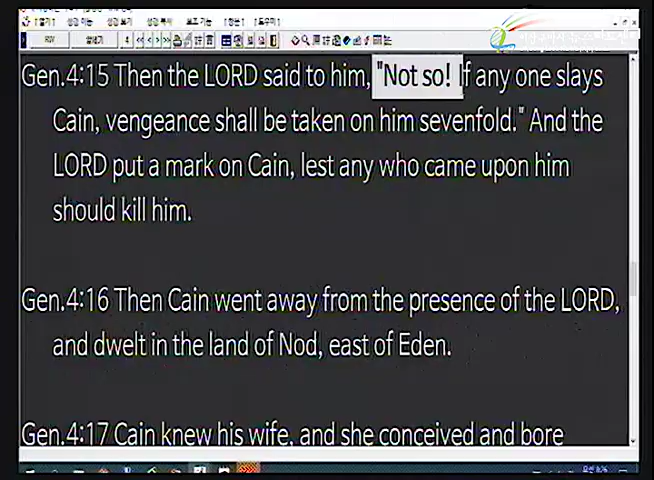 Gen.4:15 Then the LORD said to him, "Not so! If any one slays
Cain, vengeance shall be taken on him sevenfold." And the
LORD put a mark on Cain, lest any who came upon him
should kill him.
Gen.4:16 Then Cain went away from the presence of the LORD,
and dwelt in the land of Nod, east of Eden.
Gen.4:17 Cain knew his wife, and she conceived and bore